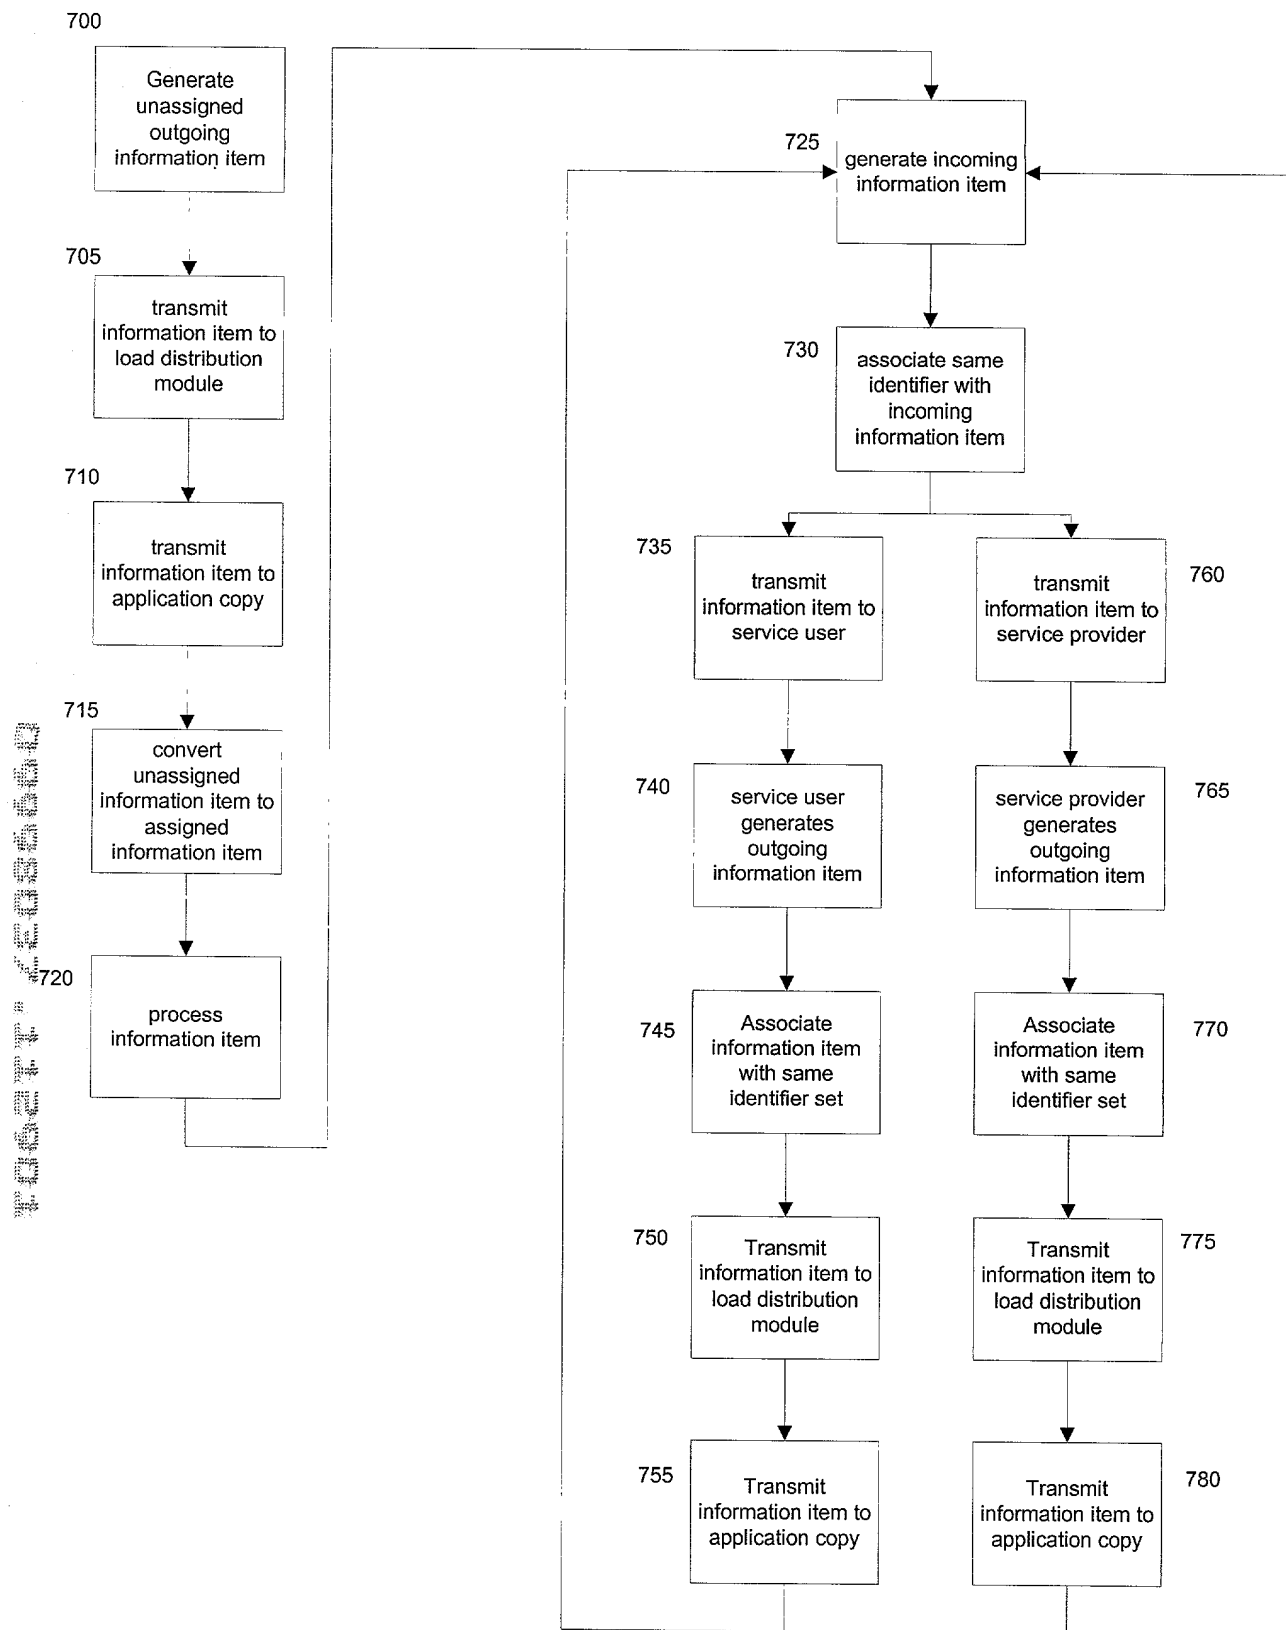 700
Generate
unassigned
outgoing
information item
705
transmit
information item to
load distribution
module
710
transmit
information item to
application copy
715
convert
unassigned
information item to
assigned
information item
720
process
information item
725
generate incoming
information item
730
associate same
identifier with
incoming
information item
735
transmit
information item to
service user
740
service user
generates
outgoing
information item
745
Associate
information item
with same
identifier set
750
Transmit
information item to
load distribution
module
755
Transmit
information item to
application copy
760
transmit
information item to
service provider
765
service provider
generates
outgoing
information item
770
Associate
information item
with same
identifier set
775
Transmit
information item to
load distribution
module
780
Transmit
information item to
application copy